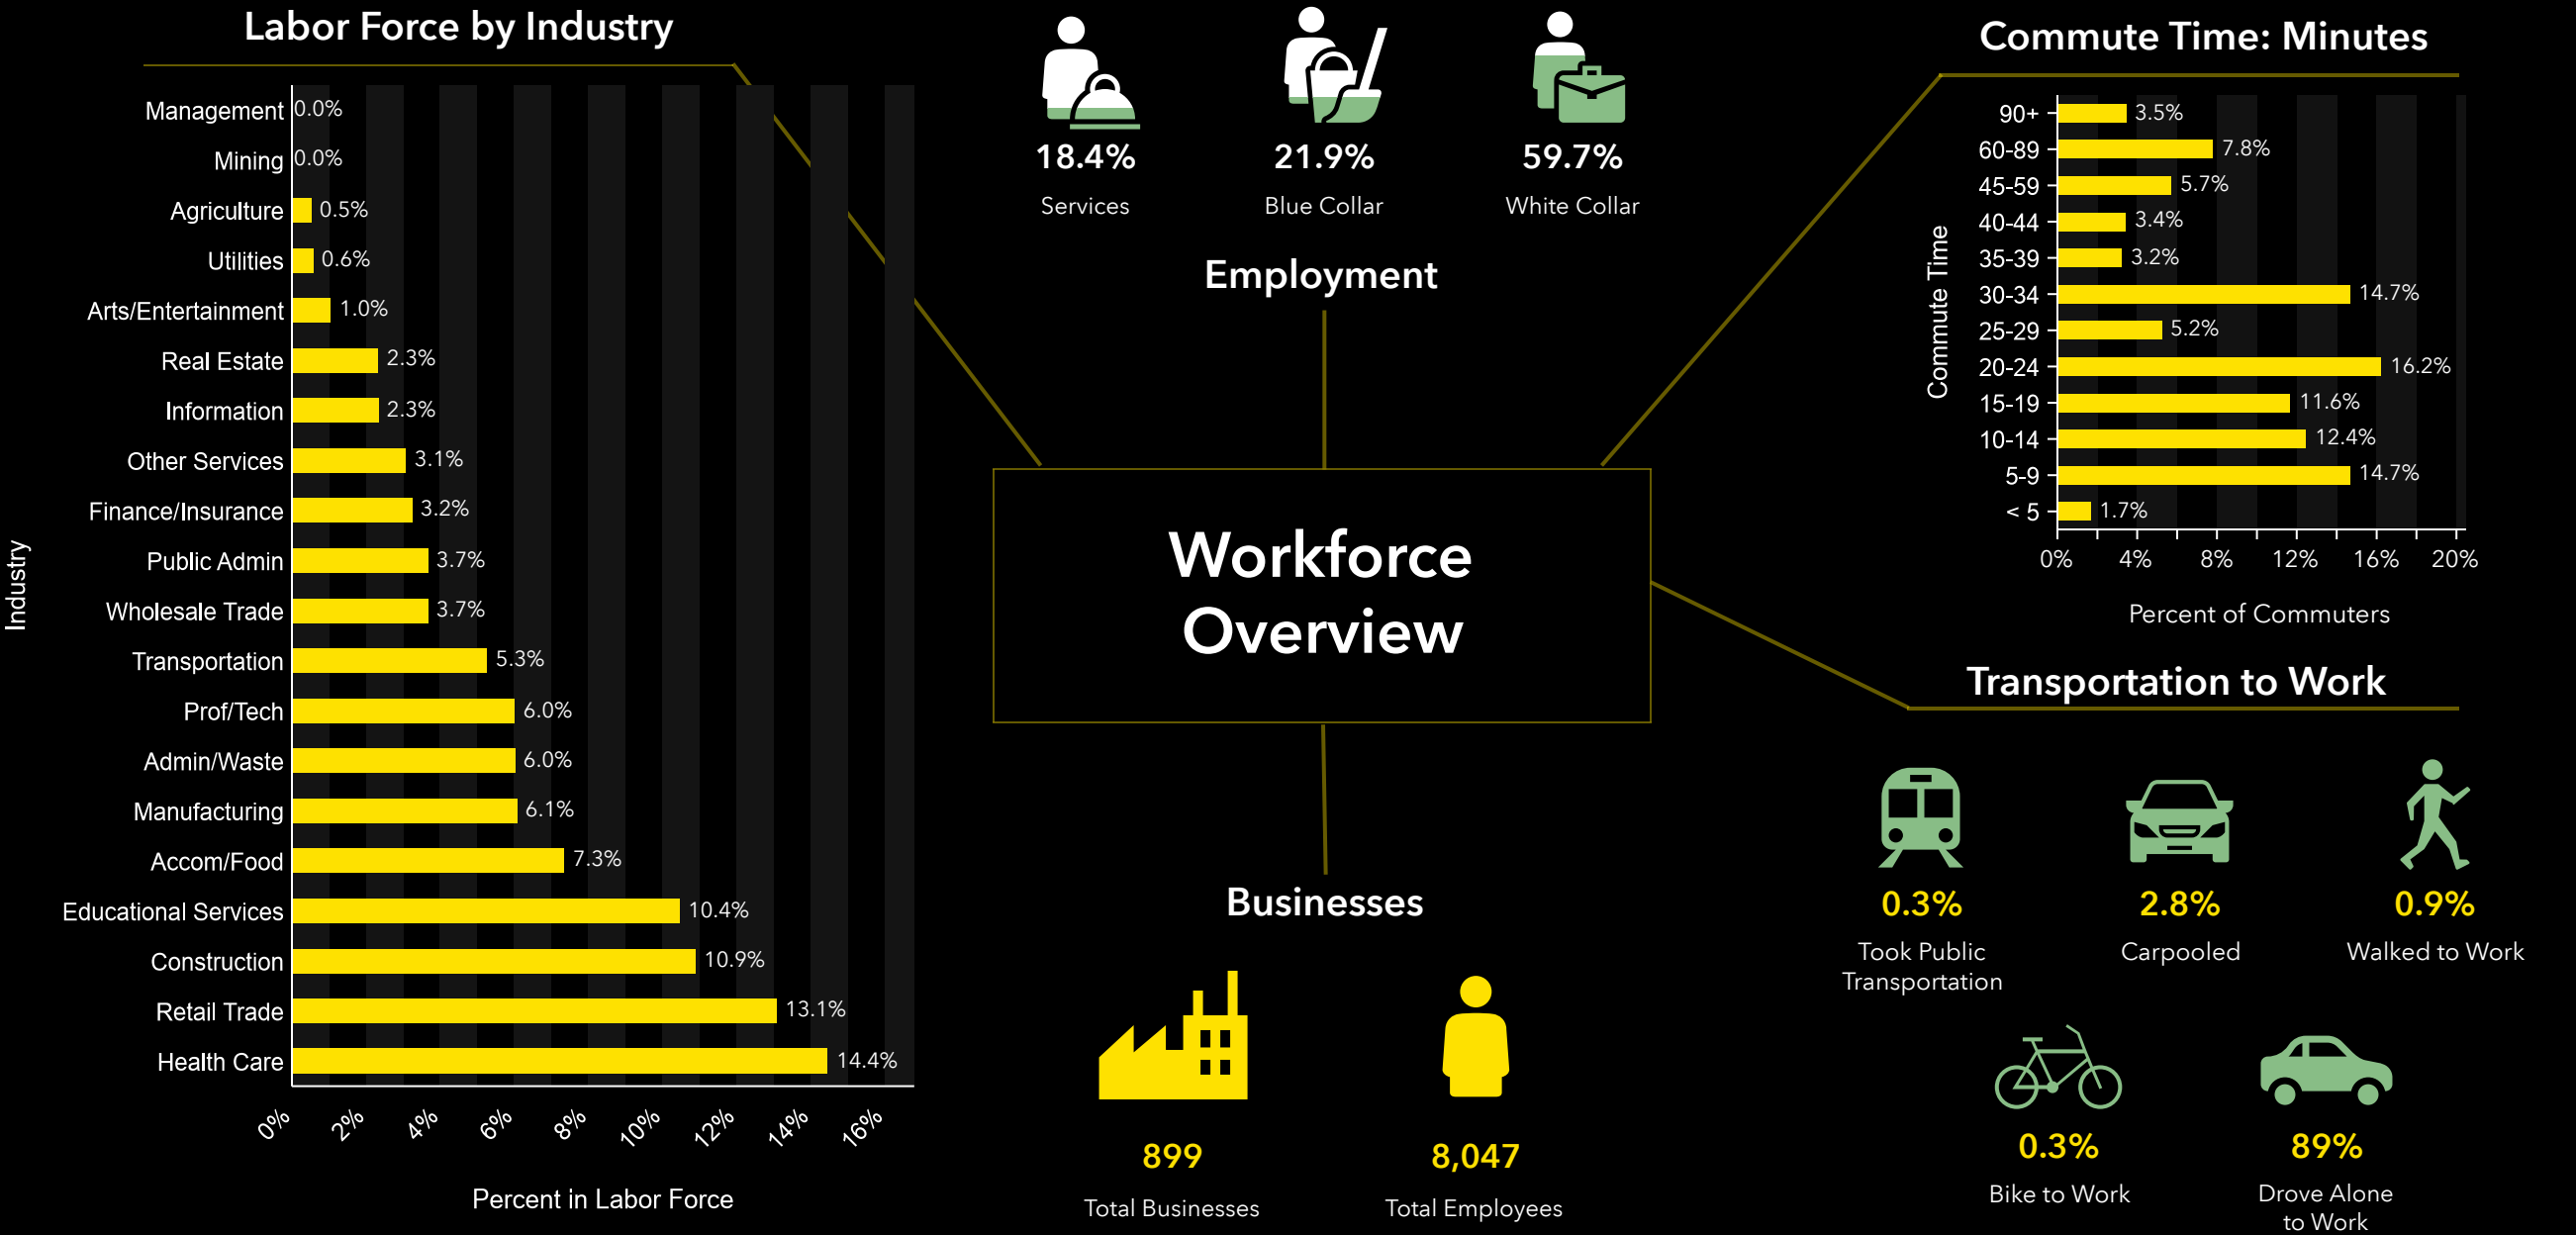 Labor Force by Industry
Industry
Management 0.0%
Mining 0.0%
Agriculture 0.5%
Utilities 0.6%
Arts/Entertainment 1.0%
Real Estate 2.3%
Information 2.3%
Other Services 3.1%
Finance/Insurance 3.2%
Public Admin 3.7%
Wholesale Trade 3.7%
Transportation 5.3%
Prof/Tech 6.0%
Admin/Waste 6.0%
Manufacturing 6.1%
Accom/Food 7.3%
Educational Services 10.4%
Construction 10.9%
Retail Trade 13.1%
Health Care 14.4%
0% 2% 4% 6% 8% 10% 12% 14% 16%
Percent in Labor Force
18.4% 21.9% 59.7%
Services Blue Collar White Collar
Employment
Workforce
Overview
Businesses
899 8,047
Total Businesses Total Employees
Commute Time: Minutes
Commute Time
90+ 3.5%
60-89 7.8%
45-59 5.7%
40-44 3.4%
35-39 3.2%
30-34 14.7%
25-29 5.2%
20-24 16.2%
15-19 11.6%
10-14 12.4%
5-9 14.7%
< 5 1.7%
0% 4% 8% 12% 16% 20%
Percent of Commuters
Transportation to Work
0.3% 2.8% 0.9%
Took Public Carpooled Walked to Work
Transportation
0.3% 89%
Bike to Work Drove Alone
to Work